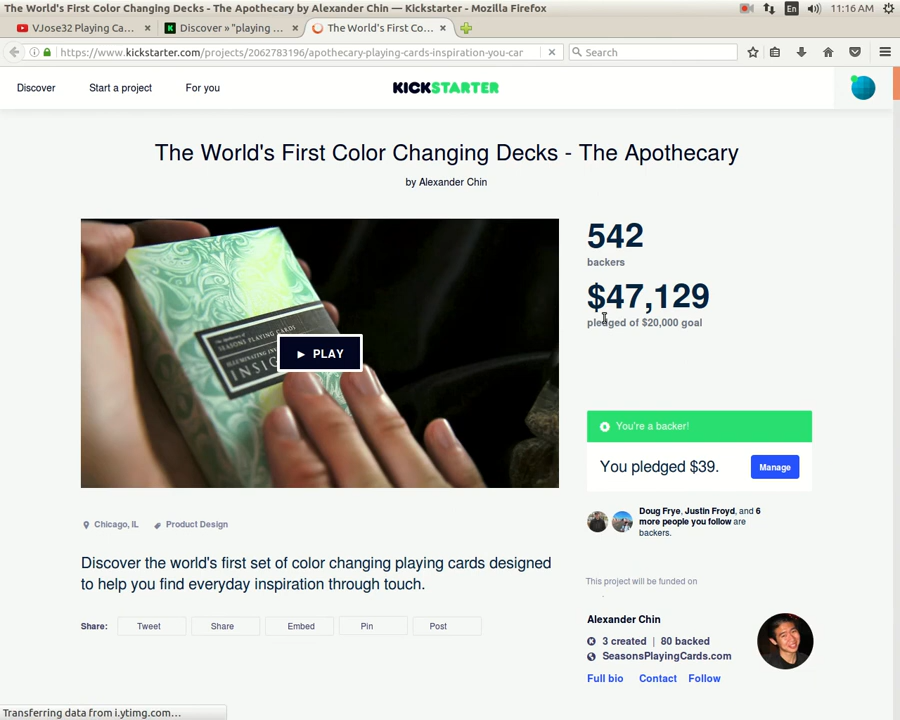 The World's First Color Changing Decks - The Apothecary by Alexander Chin — Kickstarter - Mozilla Firefox
En
11:16 AM
VJose32 Playing Ca...
Discover » "playing ...
The World's First Co...
https://www.kickstarter.com/projects/2062783196/apothecary-playing-cards-inspiration-you-car
Search
Discover
Start a project
For you
KICKSTARTER
The World's First Color Changing Decks - The Apothecary
by Alexander Chin
SEASONS PLAYING CARDS
INSIG
PLAY
542
backers
$47,129
pledged of $20,000 goal
You're a backer!
You pledged $39.
Manage
Doug Frye, Justin Froyd, and 6
more people you follow are
backers.
Chicago, IL
Product Design
Discover the world's first set of color changing playing cards designed
to help you find everyday inspiration through touch.
This project will be funded on
Share:
Tweet
Share
Embed
Pin
Post
Alexander Chin
3 created | 80 backed
SeasonsPlayingCards.com
Full bio
Contact
Follow
Transferring data from i.ytimg.com...